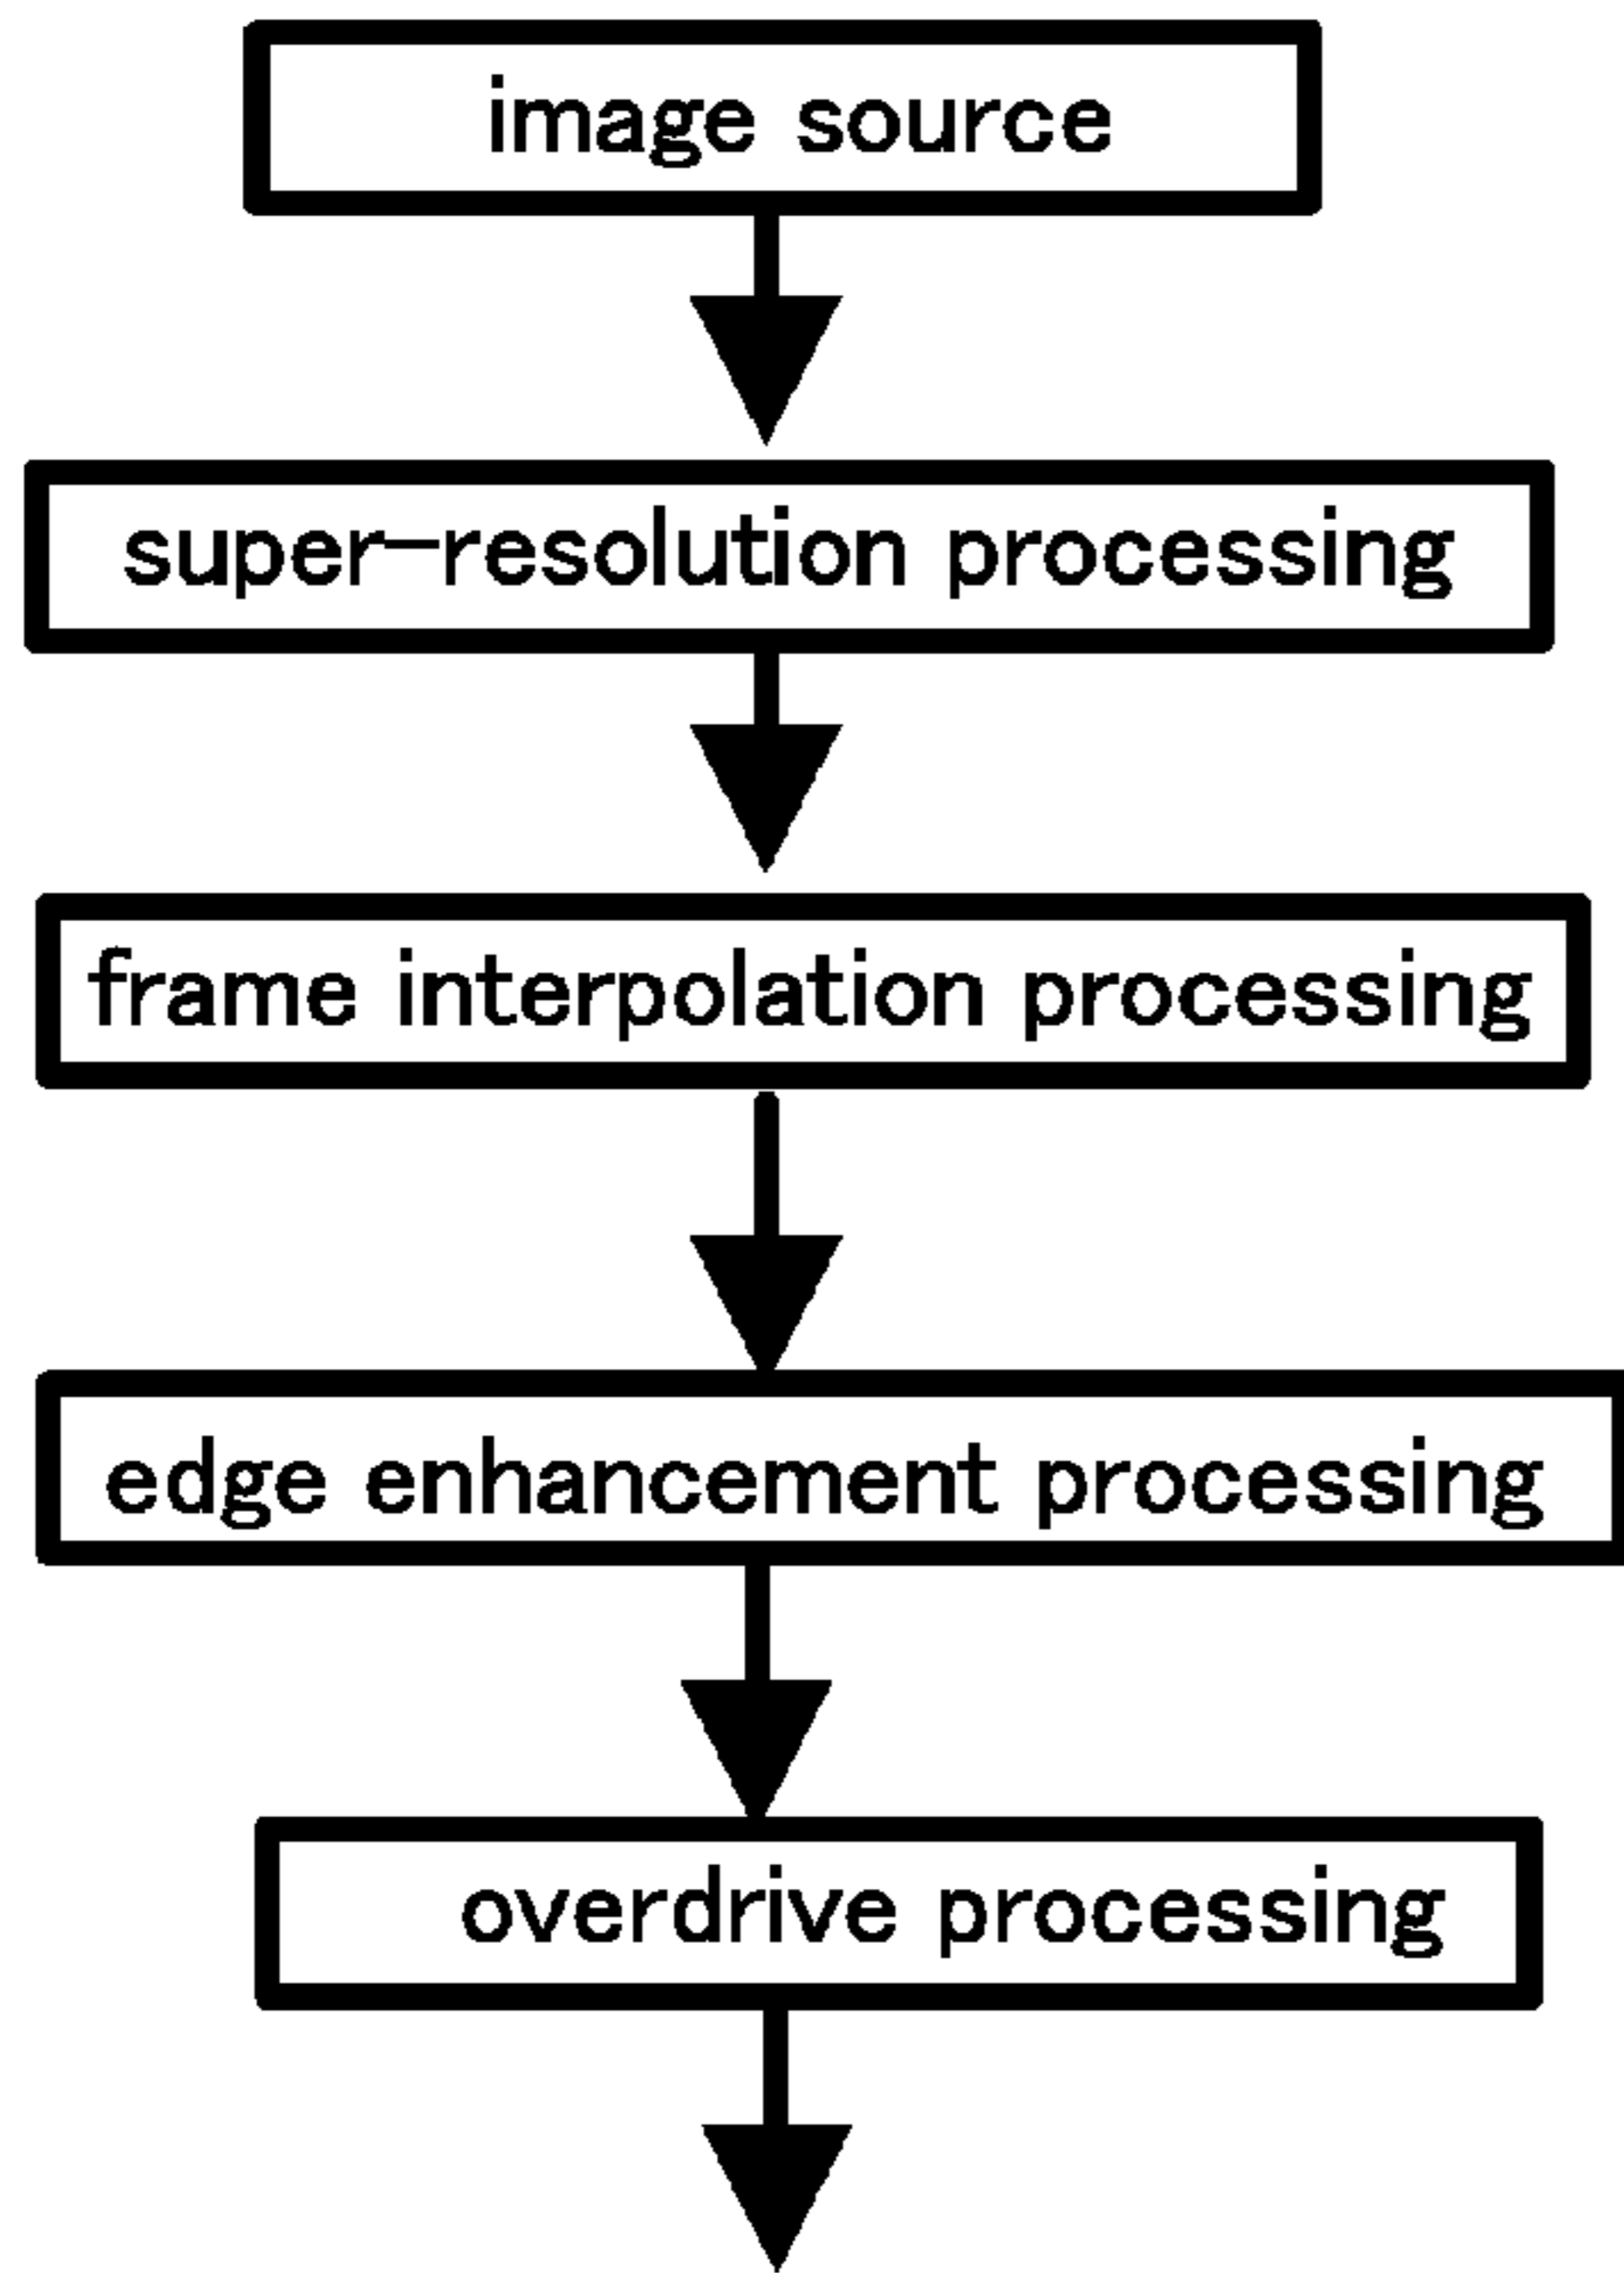 image source
super-resolution processing
frame interpolation processing
edge enhancement processing
overdrive processing